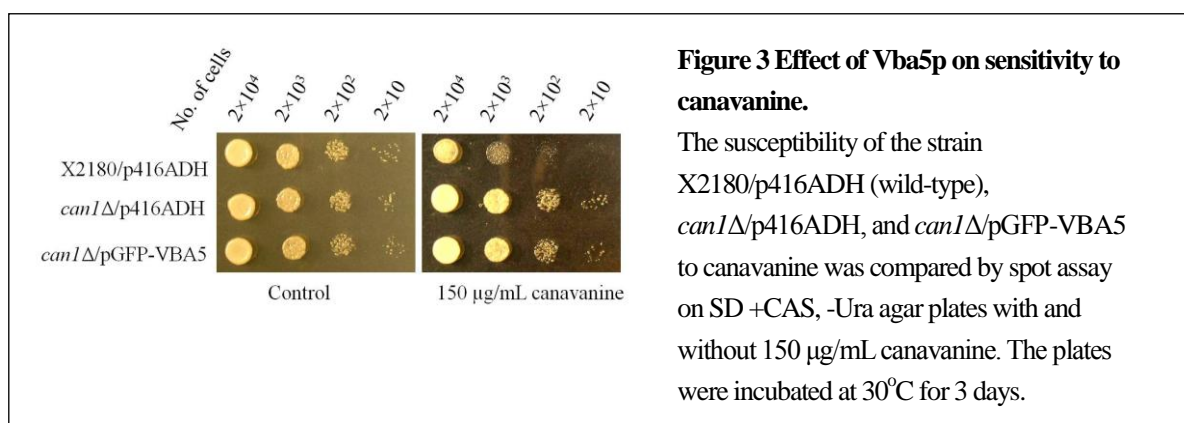 No. of cells
2×10⁴
2×10³
2×10²
2×10
2×10⁴
2×10³
2×10²
2×10
X2180/p416ADH
can1Δ/p416ADH
can1Δ/pGFP-VBA5
Control
150 μg/mL canavanine
Figure 3 Effect of Vba5p on sensitivity to
canavanine.
The susceptibility of the strain
X2180/p416ADH (wild-type),
can1Δ/p416ADH, and can1Δ/pGFP-VBA5
to canavanine was compared by spot assay
on SD +CAS, -Ura agar plates with and
without 150 μg/mL canavanine. The plates
were incubated at 30°C for 3 days.